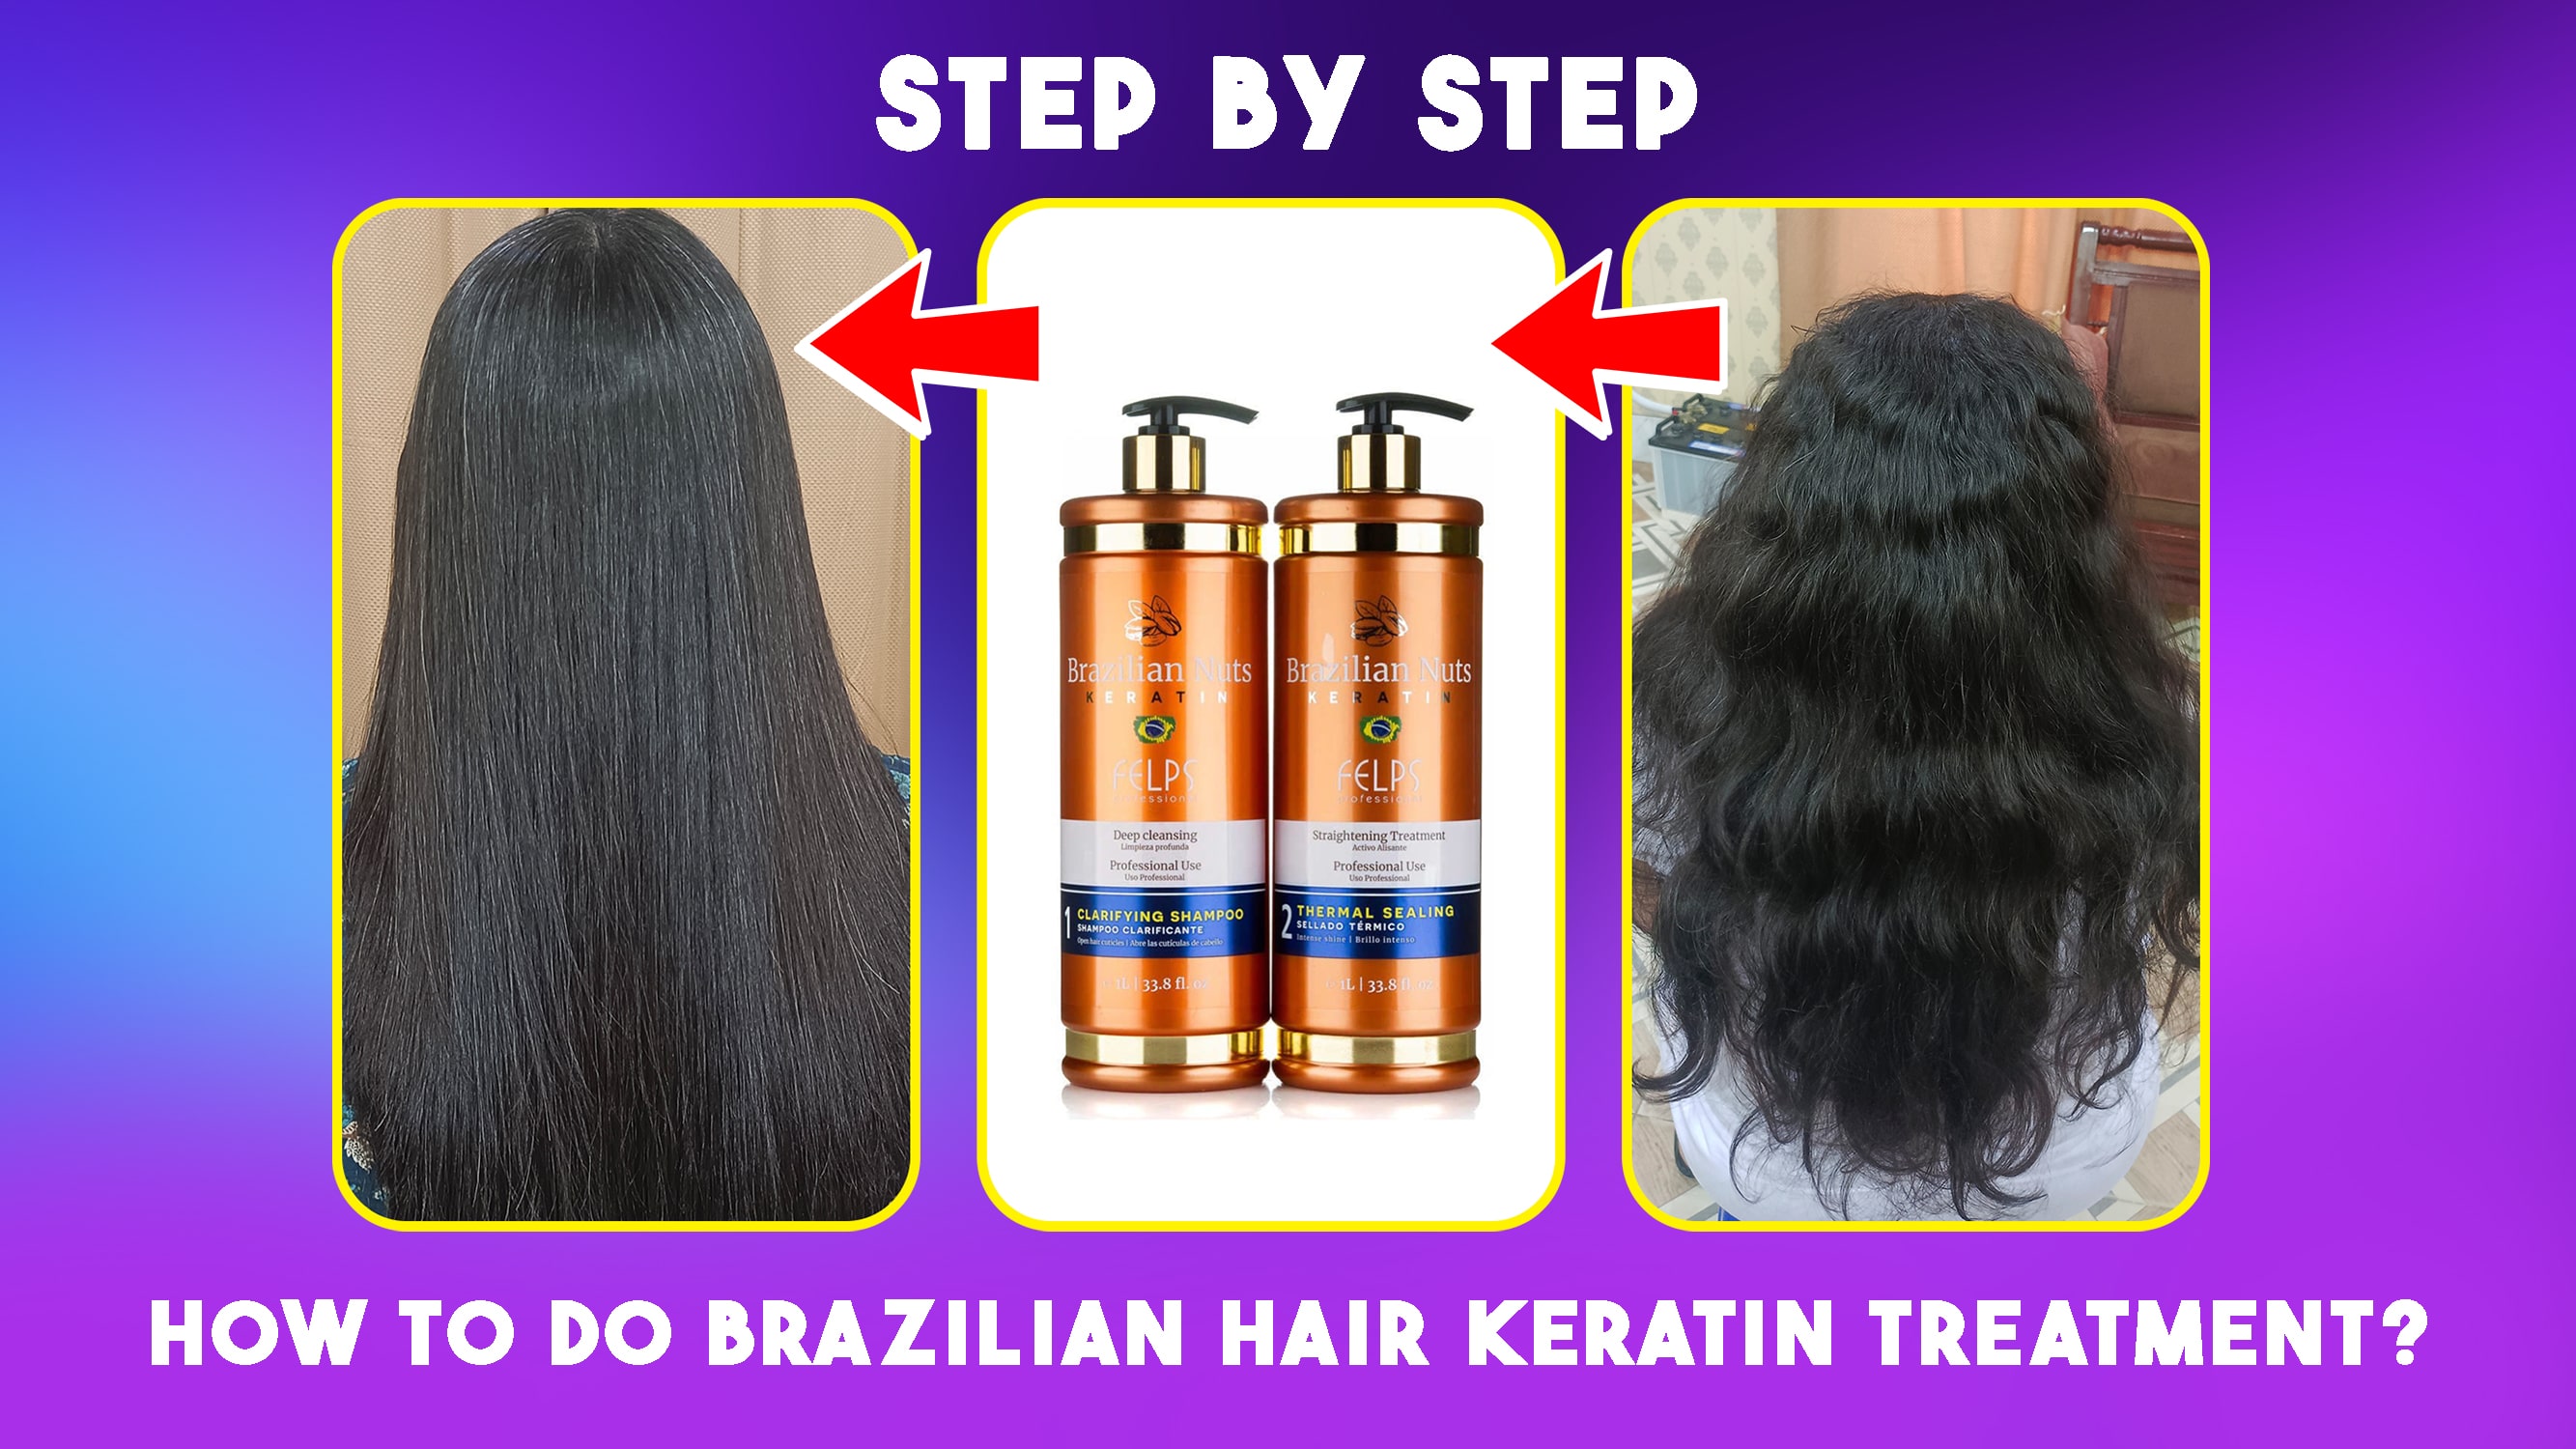 STEP BY STEP
Brazilian Nuts
KERATIN
FELPS
professional
Deep cleansing
Limpieza profunda
Professional Use
Uso Professional
1 CLARIFYING SHAMPOO
SHAMPOO CLARIFICANTE
Open hair cuticles | Abre las cutículas de cabello
1L | 33.8 fl. oz
Brazilian Nuts
KERATIN
FELPS
professional
Straightening Treatment
Activo Alisante
Professional Use
Uso Professional
2 THERMAL SEALING
SELLADO TÉRMICO
Intense shine | Brillo intenso
1L | 33.8 fl. oz
HOW TO DO BRAZILIAN HAIR KERATIN TREATMENT?